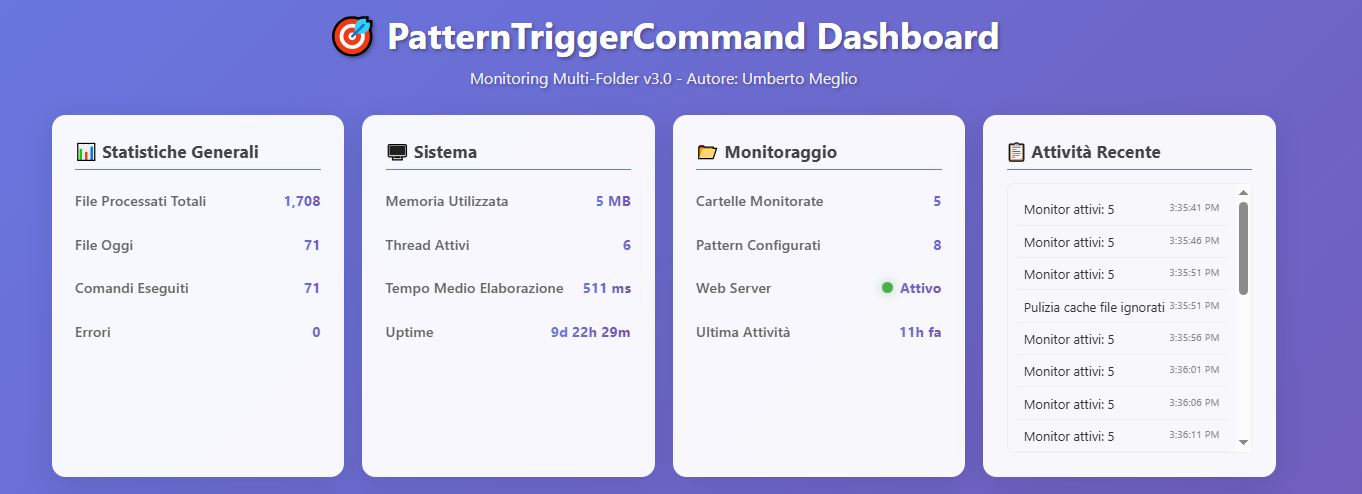 PatternTriggerCommand Dashboard
Monitoring Multi-Folder v3.0 - Autore: Umberto Meglio
Statistiche Generali
File Processati Totali 1,708
File Oggi 71
Comandi Eseguiti 71
Errori 0
Sistema
Memoria Utilizzata 5 MB
Thread Attivi 6
Tempo Medio Elaborazione 511 ms
Uptime 9d 22h 29m
Monitoraggio
Cartelle Monitorate 5
Pattern Configurati 8
Web Server Attivo
Ultima Attività 11h fa
Attività Recente
Monitor attivi: 5 3:35:41 PM
Monitor attivi: 5 3:35:46 PM
Monitor attivi: 5 3:35:51 PM
Pulizia cache file ignorati 3:35:51 PM
Monitor attivi: 5 3:35:56 PM
Monitor attivi: 5 3:36:01 PM
Monitor attivi: 5 3:36:06 PM
Monitor attivi: 5 3:36:11 PM